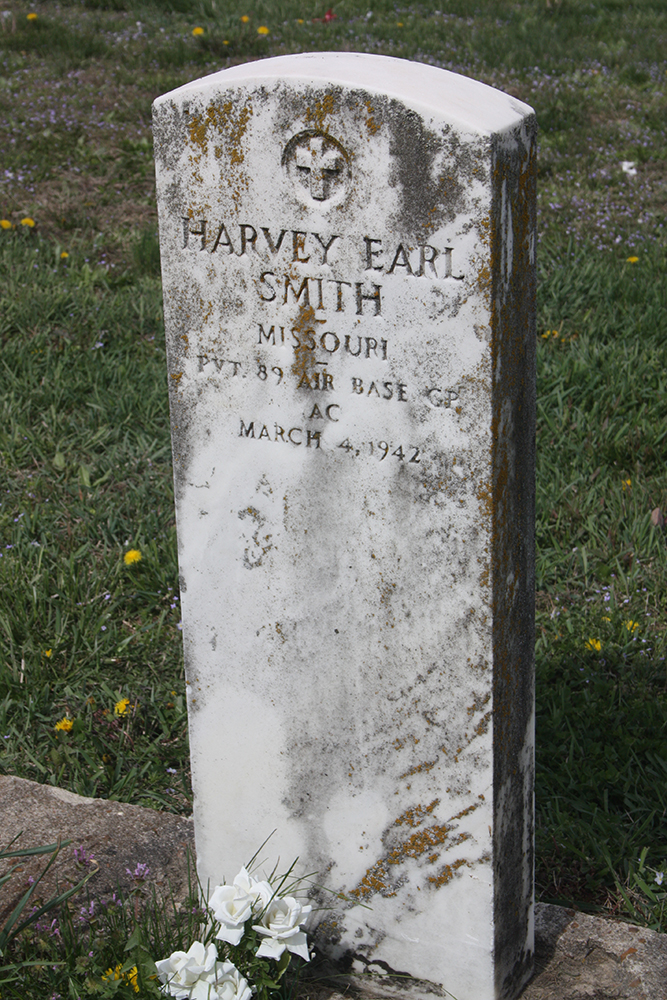 HARVEY EARL
SMITH
MISSOURI
PVT. 89 AIR BASE GP.
AC
MARCH 4, 1942